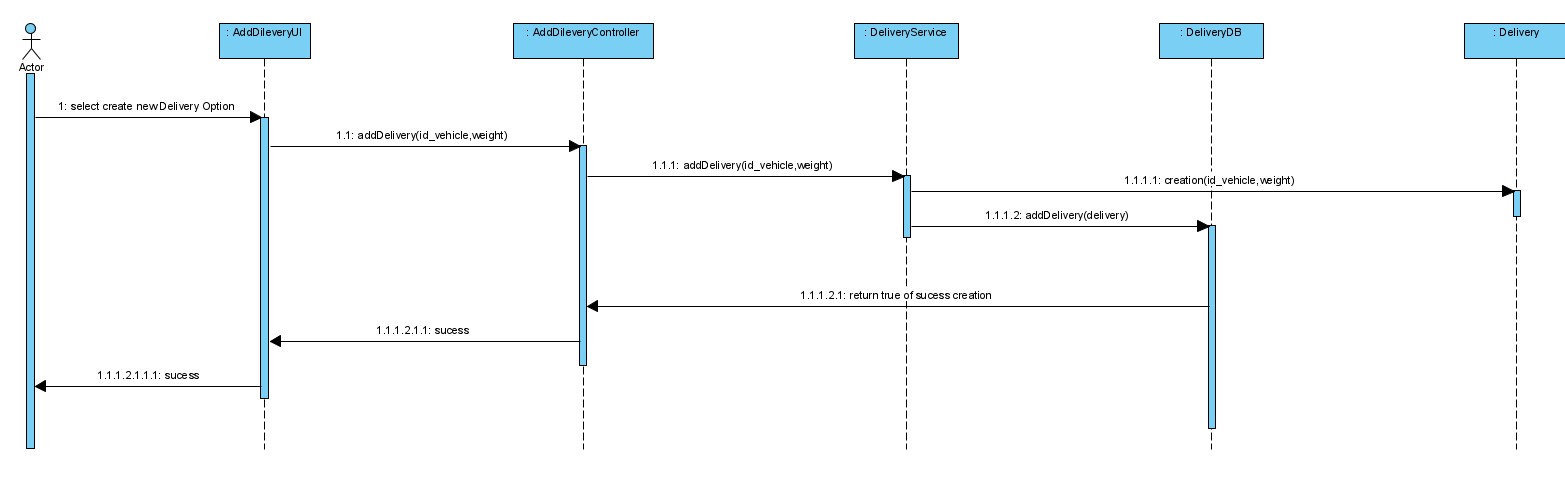 : AddDileveryUI
: AddDileveryController
: DeliveryService
: DeliveryDB
: Delivery
Actor
1: select create new Delivery Option
1.1: addDelivery(id_vehicle,weight)
1.1.1: addDelivery(id_vehicle,weight)
1.1.1.1: creation(id_vehicle,weight)
1.1.1.2: addDelivery(delivery)
1.1.1.2.1: return true of sucess creation
1.1.1.2.1.1: sucess
1.1.1.2.1.1.1: sucess